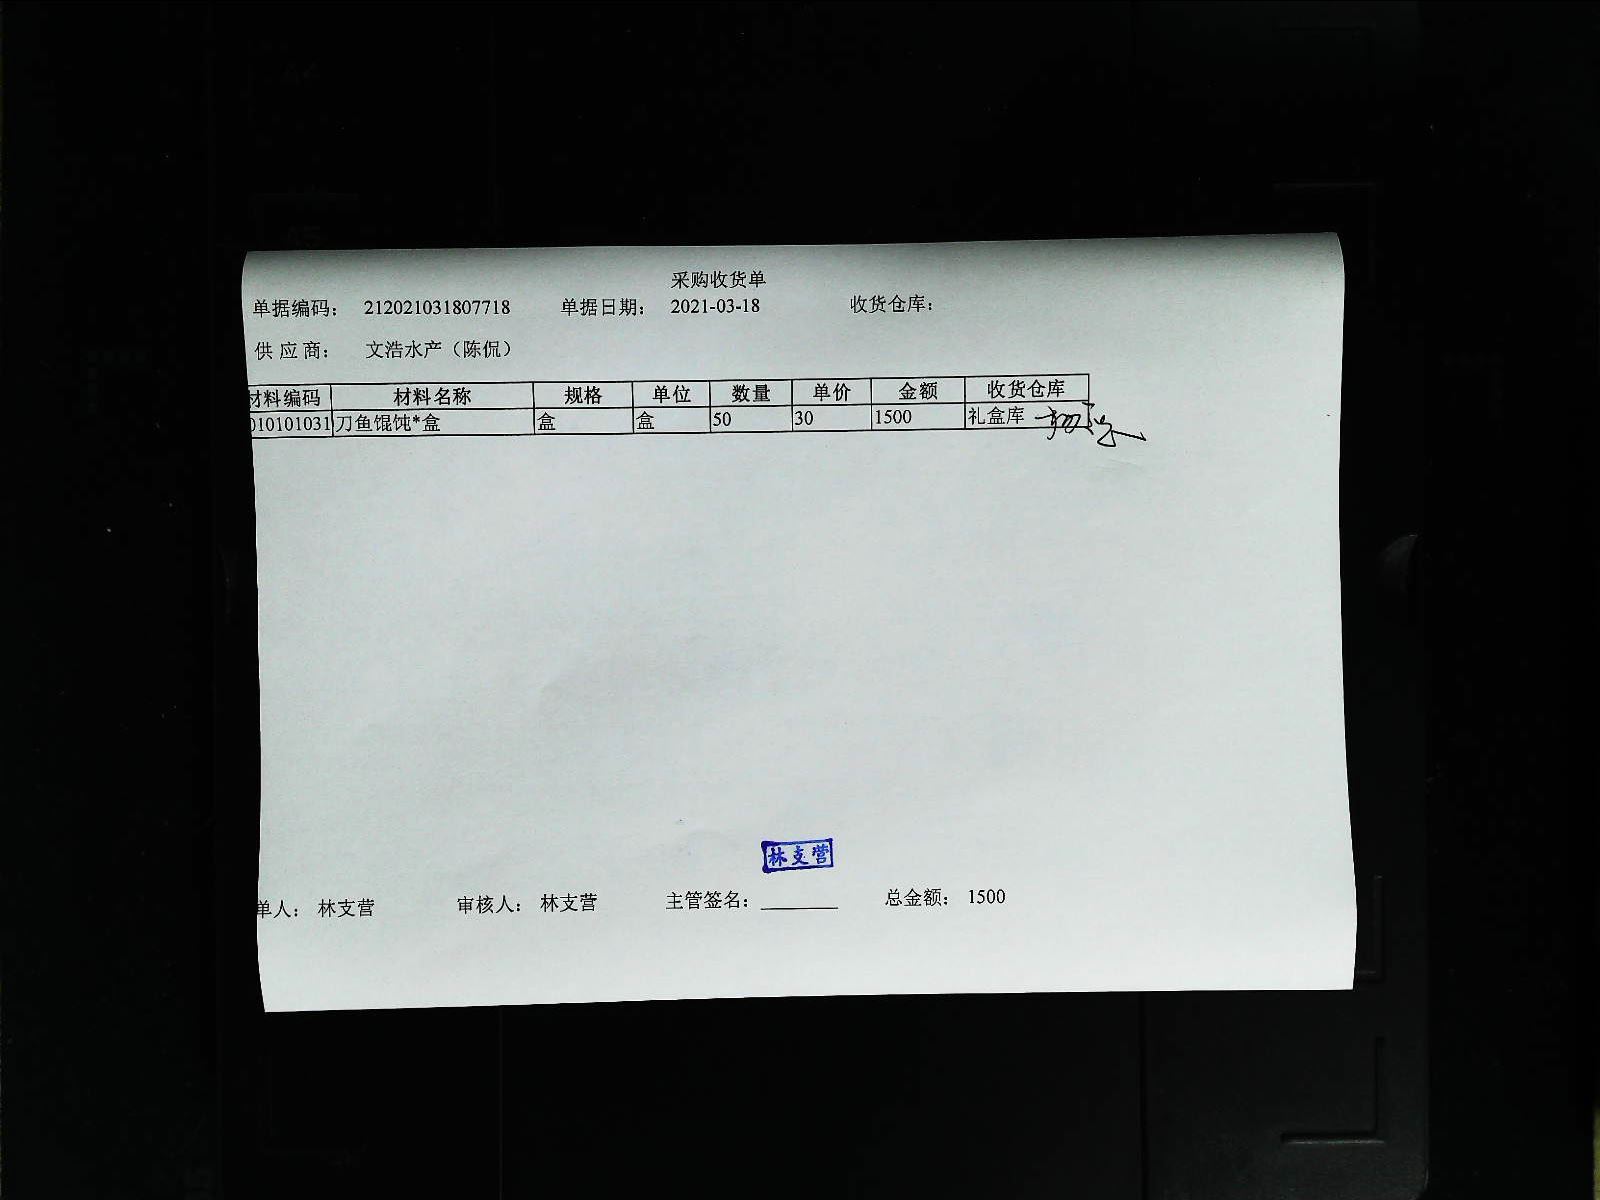 采购收货单
单据编码： 212021031807718 单据日期： 2021-03-18 收货仓库：
供 应 商： 文浩水产（陈侃）
材料编码 材料名称 规格 单位 数量 单价 金额 收货仓库
010101031 刀鱼馄饨*盒 盒 盒 50 30 1500 礼盒库
林支营
单人： 林支营 审核人： 林支营 主管签名：________ 总金额： 1500